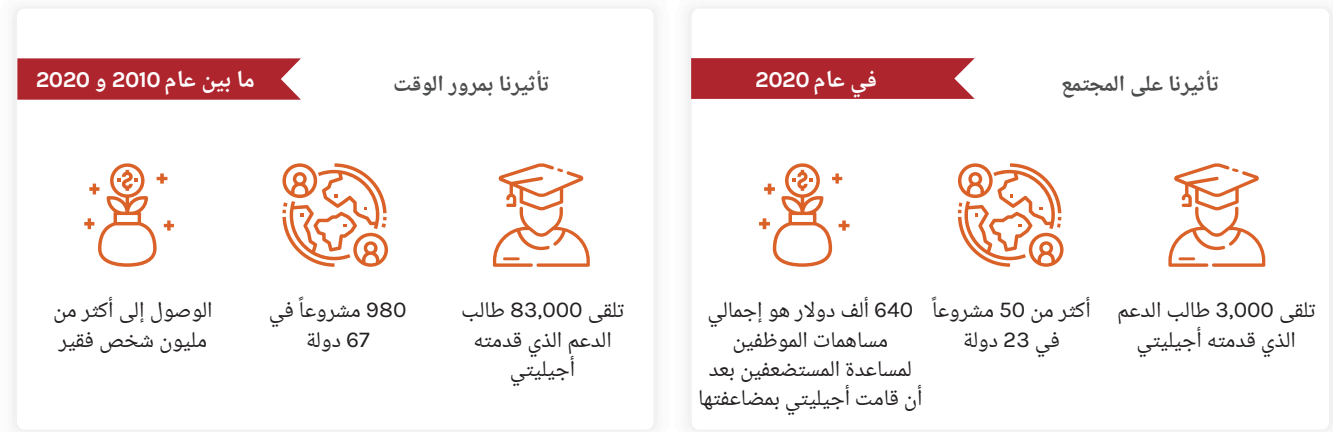 تأثيرنا على المجتمع
في عام 2020
تلقى 3,000 طالب الدعم
الذي قدمته أجيليتي
أكثر من 50 مشروعاً
في 23 دولة
640 ألف دولار هو إجمالي
مساهمات الموظفين
لمساعدة المستضعفين بعد
أن قامت أجيليتي بمضاعفتها
تأثيرنا بمرور الوقت
ما بين عام 2010 و 2020
تلقى 83,000 طالب
الدعم الذي قدمته
أجيليتي
980 مشروعاً في
67 دولة
الوصول إلى أكثر من
مليون شخص فقير